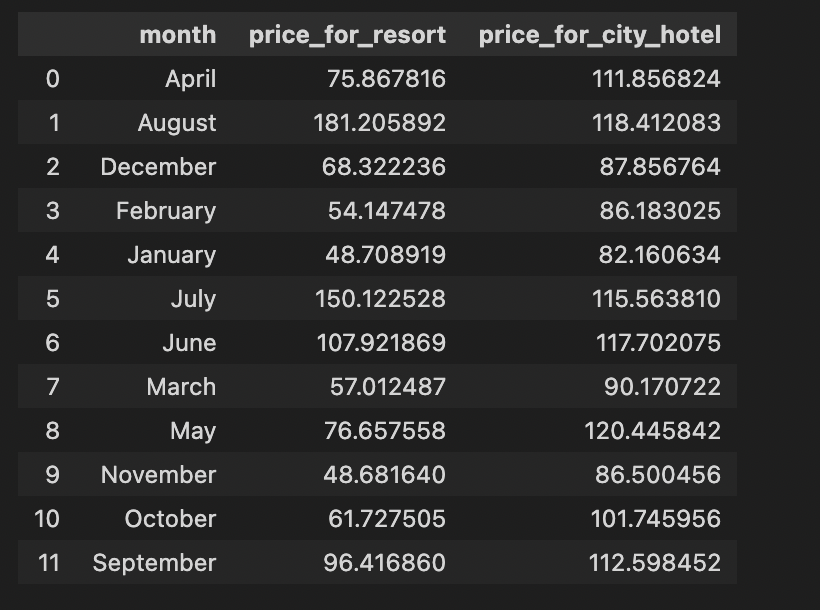 month price_for_resort price_for_city_hotel
0 April 75.867816 111.856824
1 August 181.205892 118.412083
2 December 68.322236 87.856764
3 February 54.147478 86.183025
4 January 48.708919 82.160634
5 July 150.122528 115.563810
6 June 107.921869 117.702075
7 March 57.012487 90.170722
8 May 76.657558 120.445842
9 November 48.681640 86.500456
10 October 61.727505 101.745956
11 September 96.416860 112.598452